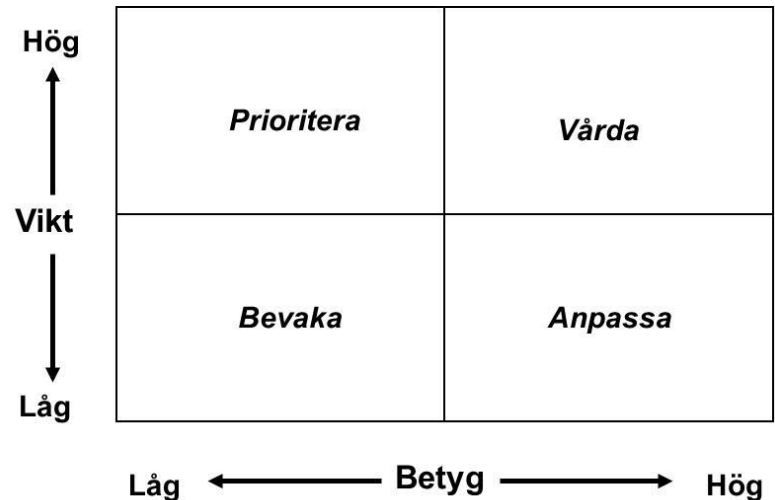 Hög
Prioritera
Vårda
Vikt
Bevaka
Anpassa
Låg
Låg
Betyg
Hög